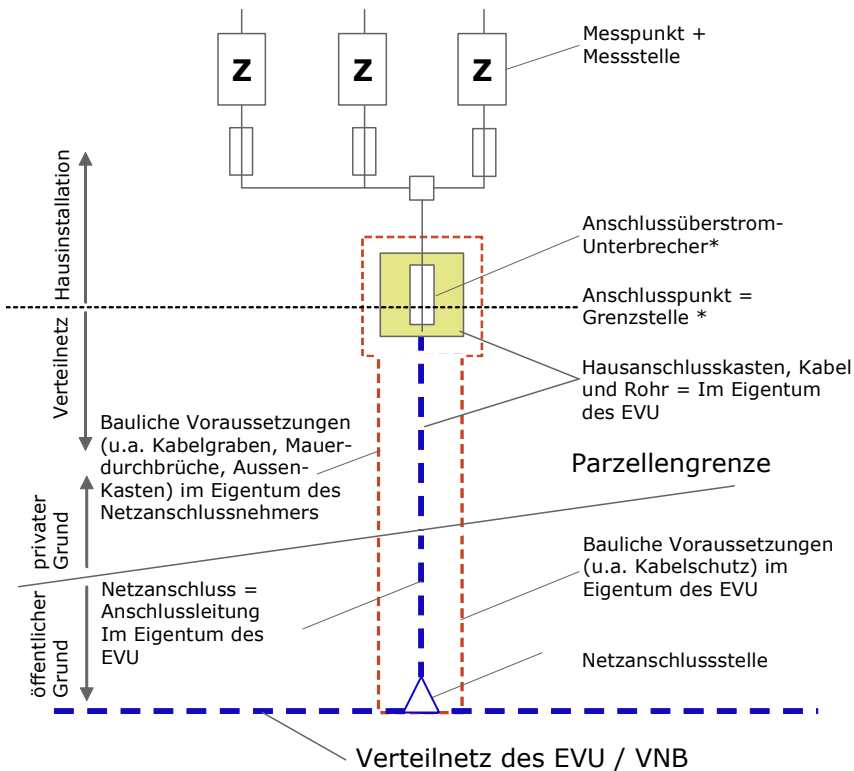 Messpunkt +
Messstelle
Z
Z
Z
Hausinstallation
Anschlussüberstrom-
Unterbrecher*
Anschlusspunkt =
Grenzstelle *
Verteilnetz
Hausanschlusskasten, Kabel
und Rohr = Im Eigentum
des EVU
Bauliche Voraussetzungen
(u.a. Kabelgraben, Mauer-
durchbrüche, Aussen-
Kasten) im Eigentum des
Netzanschlussnehmers
Parzellengrenze
privater
Grund
Bauliche Voraussetzungen
(u.a. Kabelschutz) im
Eigentum des EVU
Netzanschluss =
Anschlussleitung
Im Eigentum des
EVU
öffentlicher
Grund
Netzanschlussstelle
Verteilnetz des EVU / VNB